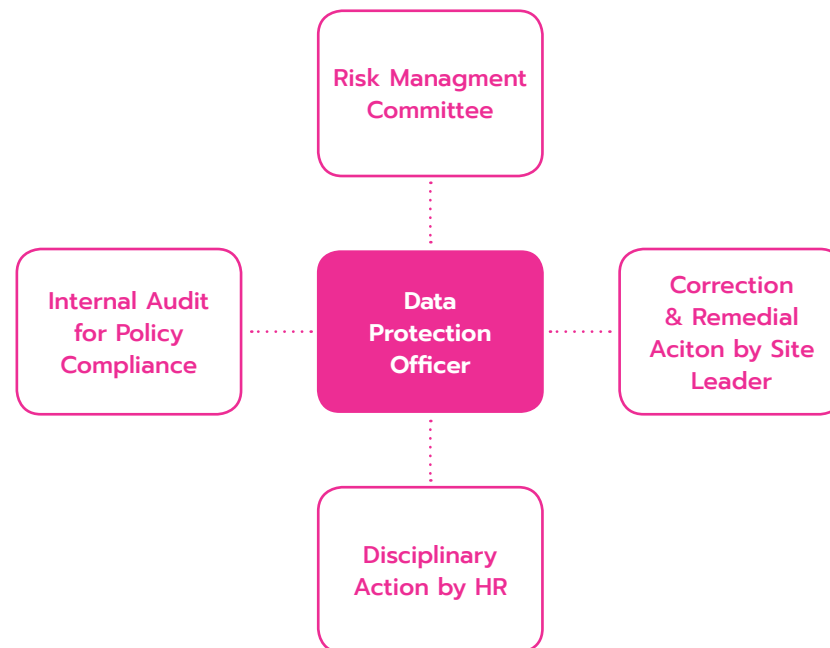 Risk Managment
Committee
Internal Audit
for Policy
Compliance
Data
Protection
Officer
Correction
& Remedial
Aciton by Site
Leader
Disciplinary
Action by HR